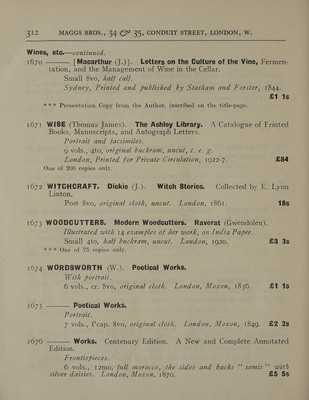 312 MAGGS BROS., 34 & 35, CONDUIT STREET, LONDON, W.
Wines, etc.—continued.
1670 ——— [Macarthur (J.)]. Letters on the Culture of the Vine, Fermen-
tation, and the Management of Wine in the Cellar.
Small 8vo, half calf.
Sydney, Printed and published by Statham and Forster, 1844.
£1 1s
*** Presentation Copy from the Author, inscribed on the title-page.
1671 WISE (Thomas James). The Ashley Library. A Catalogue of Printed
Books, Manuscripts, and Autograph Letters.
Portrait and facsimiles.
9 vols., 4to, original buckram, uncut, t. e. g.
London, Printed for Private Circulation, 1922-7. £84
One of 200 copies only.
1672 WITCHCRAFT. Dickie (J.). Witch Stories. Collected by E. Lynn
Linton.
Post 8vo, original cloth, uncut. London, 1861. 18s
1673 WOODCUTTERS. Modern Woodcutters. Raverat (Gwendolen).
Illustrated with 14 examples of her work, on India Paper.
Small 4to, half buckram, uncut. London, 1920. £3 3s
*** One of 75 copies only.
1674 WORDSWORTH (W.). Poetical Works.
With portrait.
6 vols., cr. 8vo, original cloth. London, Moxon, 1836. £1 1s
1675 ——— Poetical Works.
Portrait.
7 vols., f'cap. 8vo, original cloth. London, Moxon, 1849. £2 2s
1676 ——— Works. Centenary Edition. A New and Complete Annotated
Edition.
Frontispieces.
6 vols., 12mo, full morocco, the sides and backs "semis" with
silver daisies. London, Moxon, 1870. £5 5s